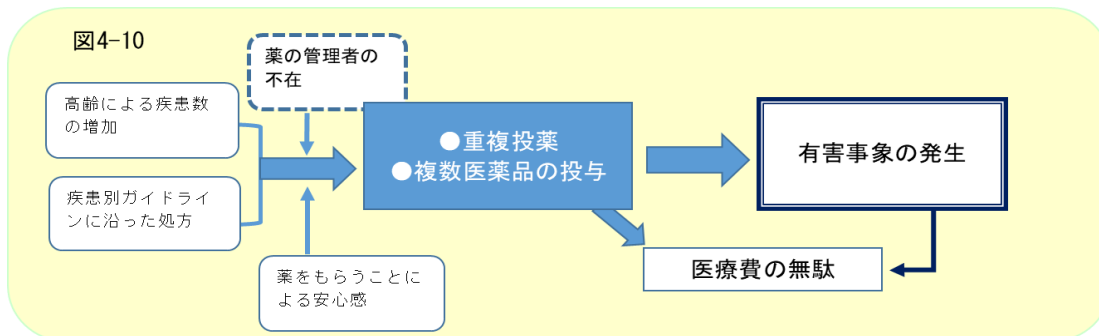 図4-10
薬の管理者の
不在
高齢による疾患数
の増加
疾患別ガイドライ
ンに沿った処方
薬をもらうことに
よる安心感
●重複投薬
●複数医薬品の投与
有害事象の発生
医療費の無駄